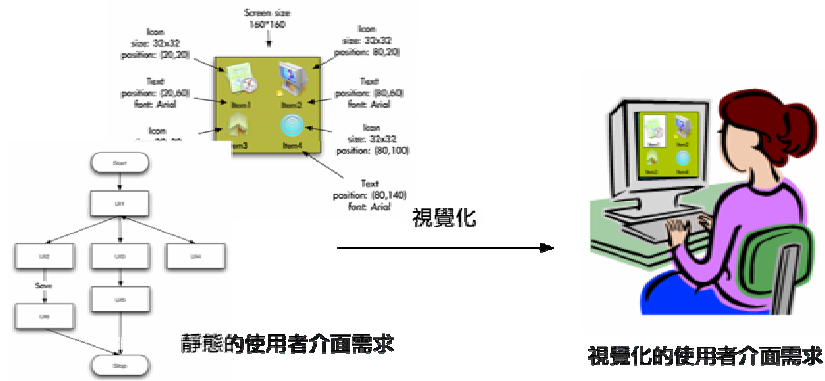 Screen size
160*160
Icon
size: 32x32
position: (20,20)
Icon
size: 32x32
position: 80,20)
Text
position: (20,60)
font: Arial
Text
position: (80,60)
font: Arial
Item1
Item2
Icon
Icon
size: 32x32
position: (80,100)
Item4
Text
position: (80,140)
font: Arial
Start
UI1
UI2
UI3
UI4
Save
UI5
Stop
視覺化
靜態的使用者介面需求
Item1
Item2
Item3
Item4
視覺化的使用者介面需求